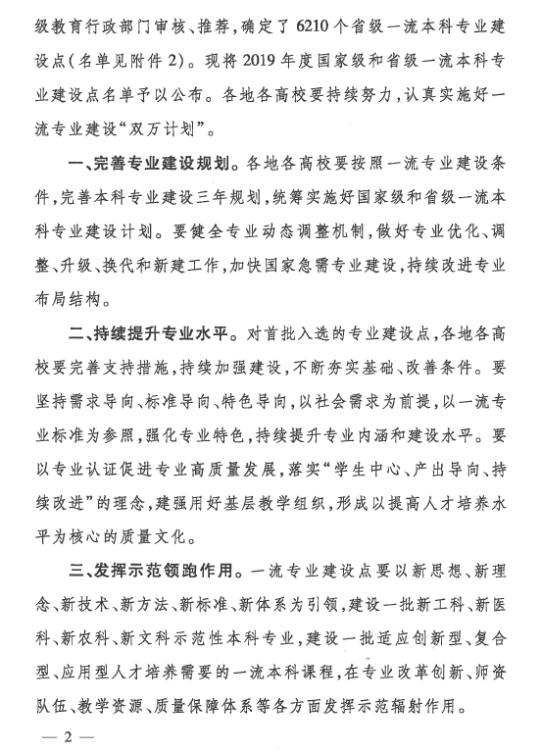 级教育行政部门审核、推荐,确定了 6210 个省级一流本科专业建
设点(名单见附件 2)。现将 2019 年度国家级和省级一流本科专
业建设点名单予以公布。各地各高校要持续努力,认真实施好一
流专业建设“双万计划”。
一、完善专业建设规划。各地各高校要按照一流专业建设条
件,完善本科专业建设三年规划,统筹实施好国家级和省级一流本
科专业建设计划。要健全专业动态调整机制,做好专业优化、调
整、升级、换代和新建工作,加快国家急需专业建设,持续改进专业
布局结构。
二、持续提升专业水平。对首批入选的专业建设点,各地各高
校要完善支持措施,持续加强建设,不断夯实基础、改善条件。要
坚持需求导向、标准导向、特色导向,以社会需求为前提,以一流专
业标准为参照,强化专业特色,持续提升专业内涵和建设水平。要
以专业认证促进专业高质量发展,落实“学生中心、产出导向、持
续改进”的理念,建强用好基层教学组织,形成以提高人才培养水
平为核心的质量文化。
三、发挥示范领跑作用。一流专业建设点要以新思想、新理
念、新技术、新方法、新标准、新体系为引领,建设一批新工科、新医
科、新农科、新文科示范性本科专业,建设一批适应创新型、复合
型、应用型人才培养需要的一流本科课程,在专业改革创新、师资
队伍、教学资源、质量保障体系等各方面发挥示范辐射作用。
— 2 —